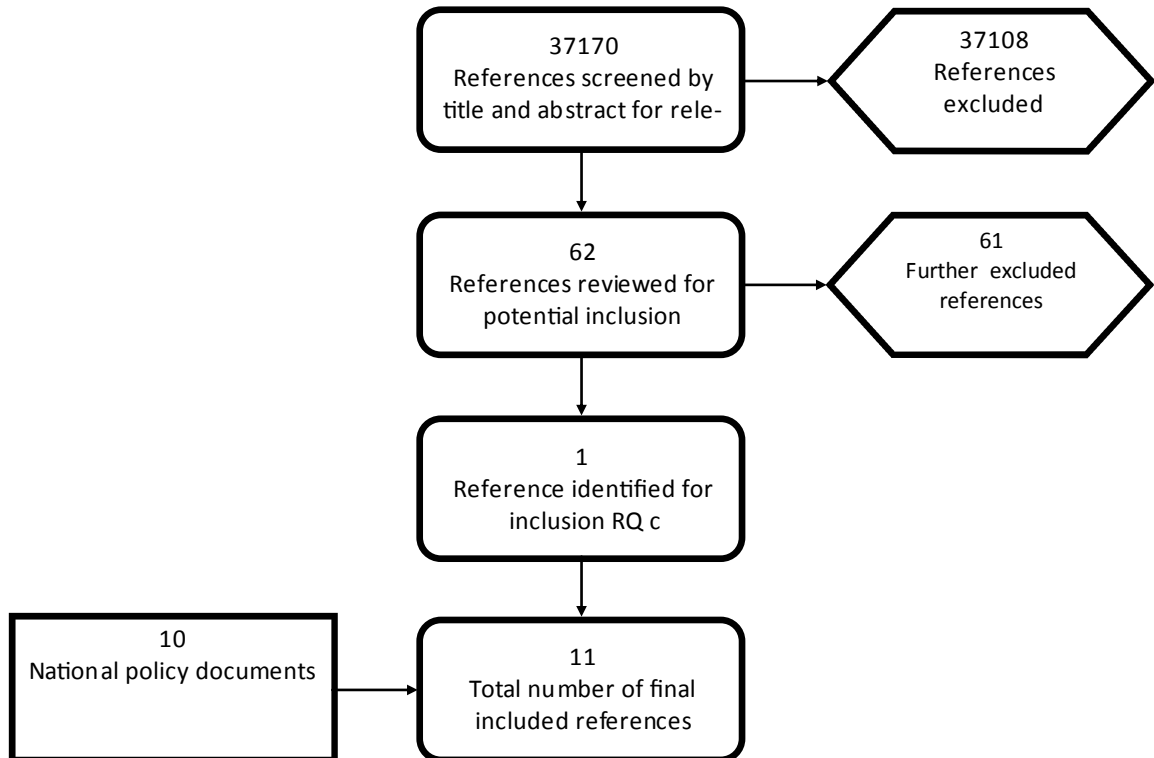 37170
References screened by
title and abstract for rele-
37108
References
excluded
62
References reviewed for
potential inclusion
61
Further excluded
references
1
Reference identified for
inclusion RQ c
10
National policy documents
11
Total number of final
included references